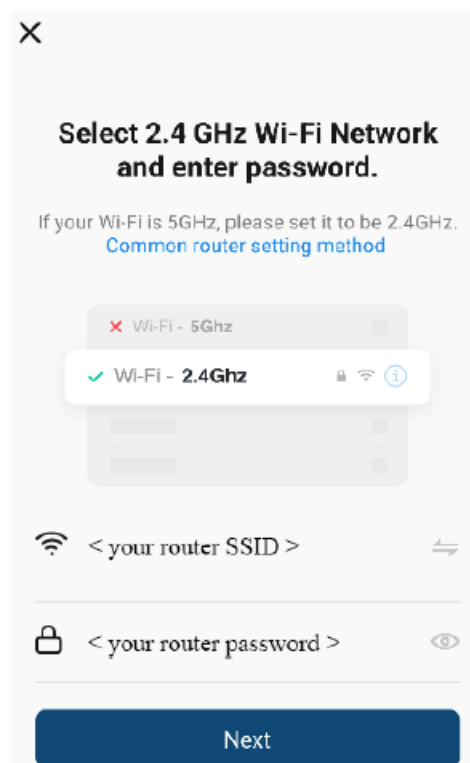 Select 2.4 GHz Wi-Fi Network
and enter password.
If your Wi-Fi is 5GHz, please set it to be 2.4GHz.
Common router setting method
Wi-Fi - 5Ghz
Wi-Fi - 2.4Ghz
< your router SSID >
< your router password >
Next